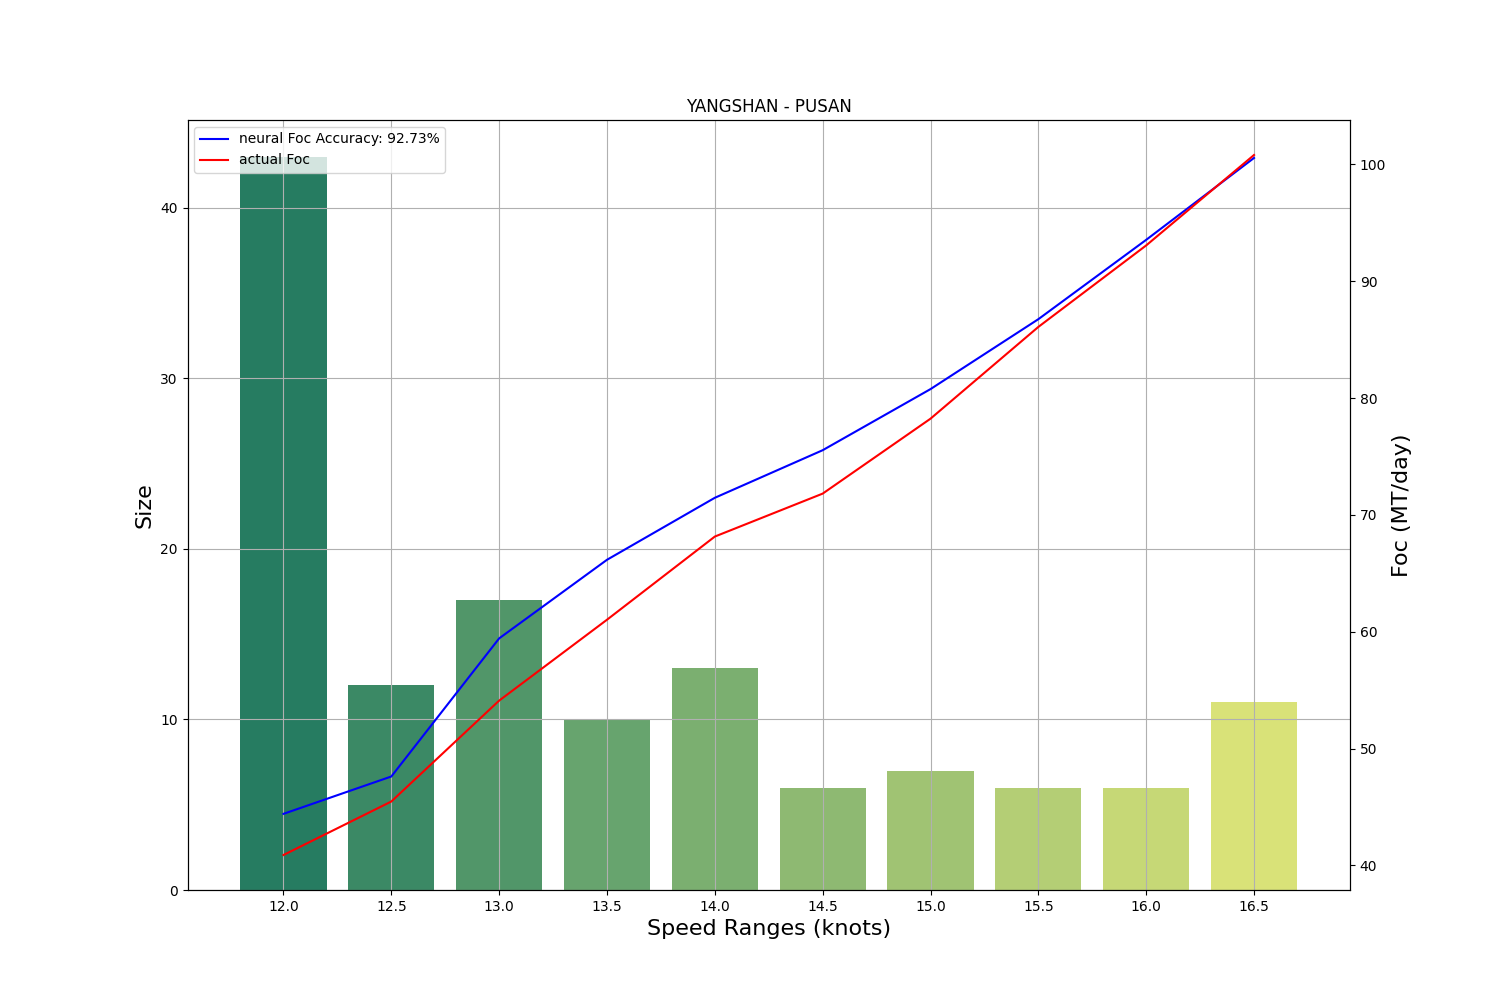 YANGSHAN - PUSAN
neural Foc Accuracy: 92.73%
actual Foc
40
30
20
10
0
Size
100
90
80
70
60
50
40
Foc (MT/day)
12.0 12.5 13.0 13.5 14.0 14.5 15.0 15.5 16.0 16.5
Speed Ranges (knots)